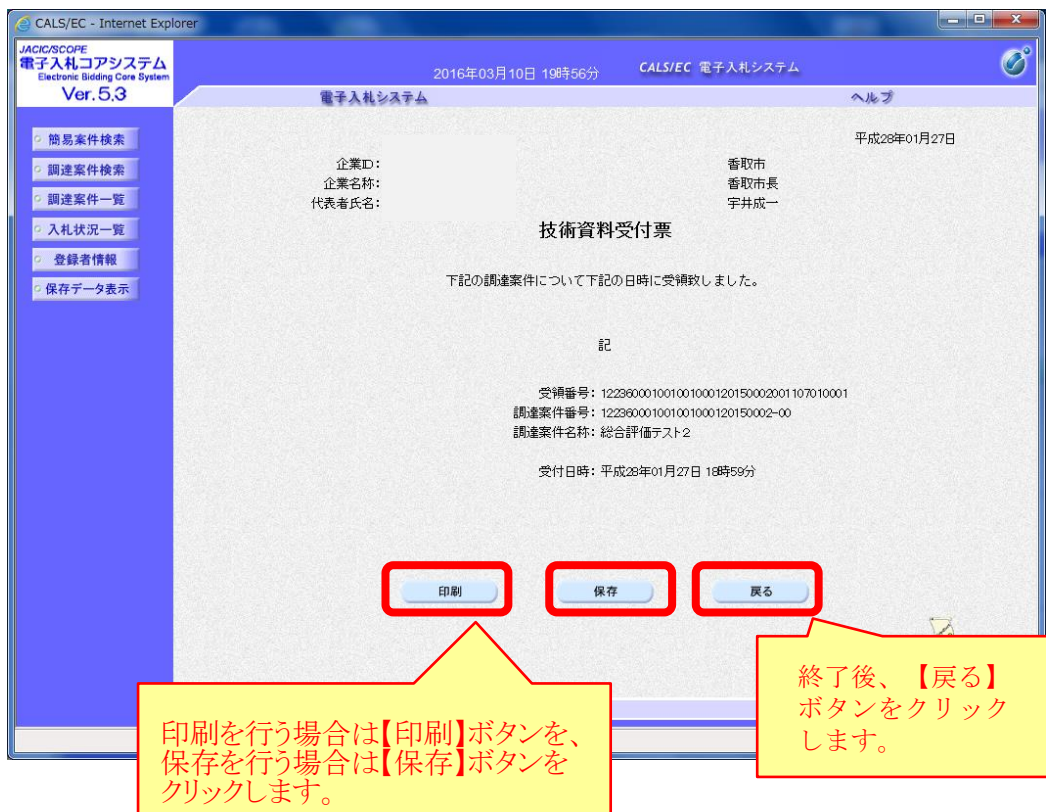 CALS/EC - Internet Explorer
JACIC/SCOPE
電子入札コアシステム
Electronic Bidding Core System
Ver.5,3
2016年03月10日 19時56分
CALS/EC 電子入札システム
電子入札システム
ヘルプ
簡易案件検索
調達案件検索
調達案件一覧
入札状況一覧
登録者情報
保存データ表示
平成28年01月27日
企業ID:
香取市
企業名称:
香取市長
代表者氏名:
宇井成一
技術資料受付票
下記の調達案件について下記の日時に受領致しました。
記
受領番号: 12236000100100100012015000200110701​0001
調達案件番号: 122360001001001000120150002-00
調達案件名称: 総合評価テスト2
受付日時: 平成28年01月27日 18時59分
印刷
保存
戻る
印刷を行う場合は【印刷】ボタンを、
保存を行う場合は【保存】ボタンを
クリックします。
終了後、【戻る】
ボタンをクリック
します。